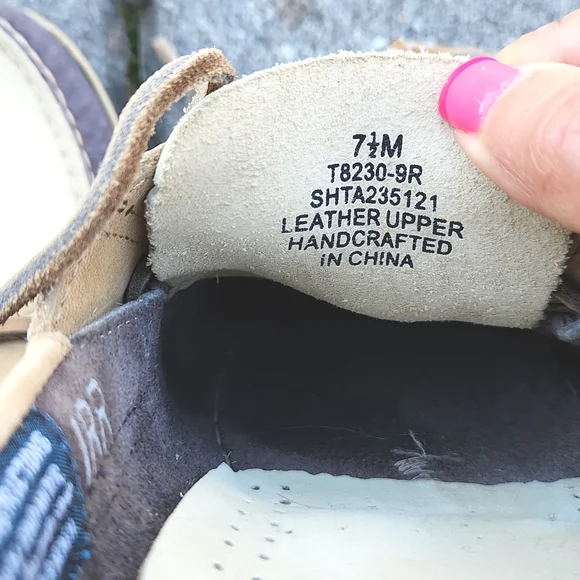 7½M
T8230-9R
SHTA235121
LEATHER UPPER
HANDCRAFTED
IN CHINA